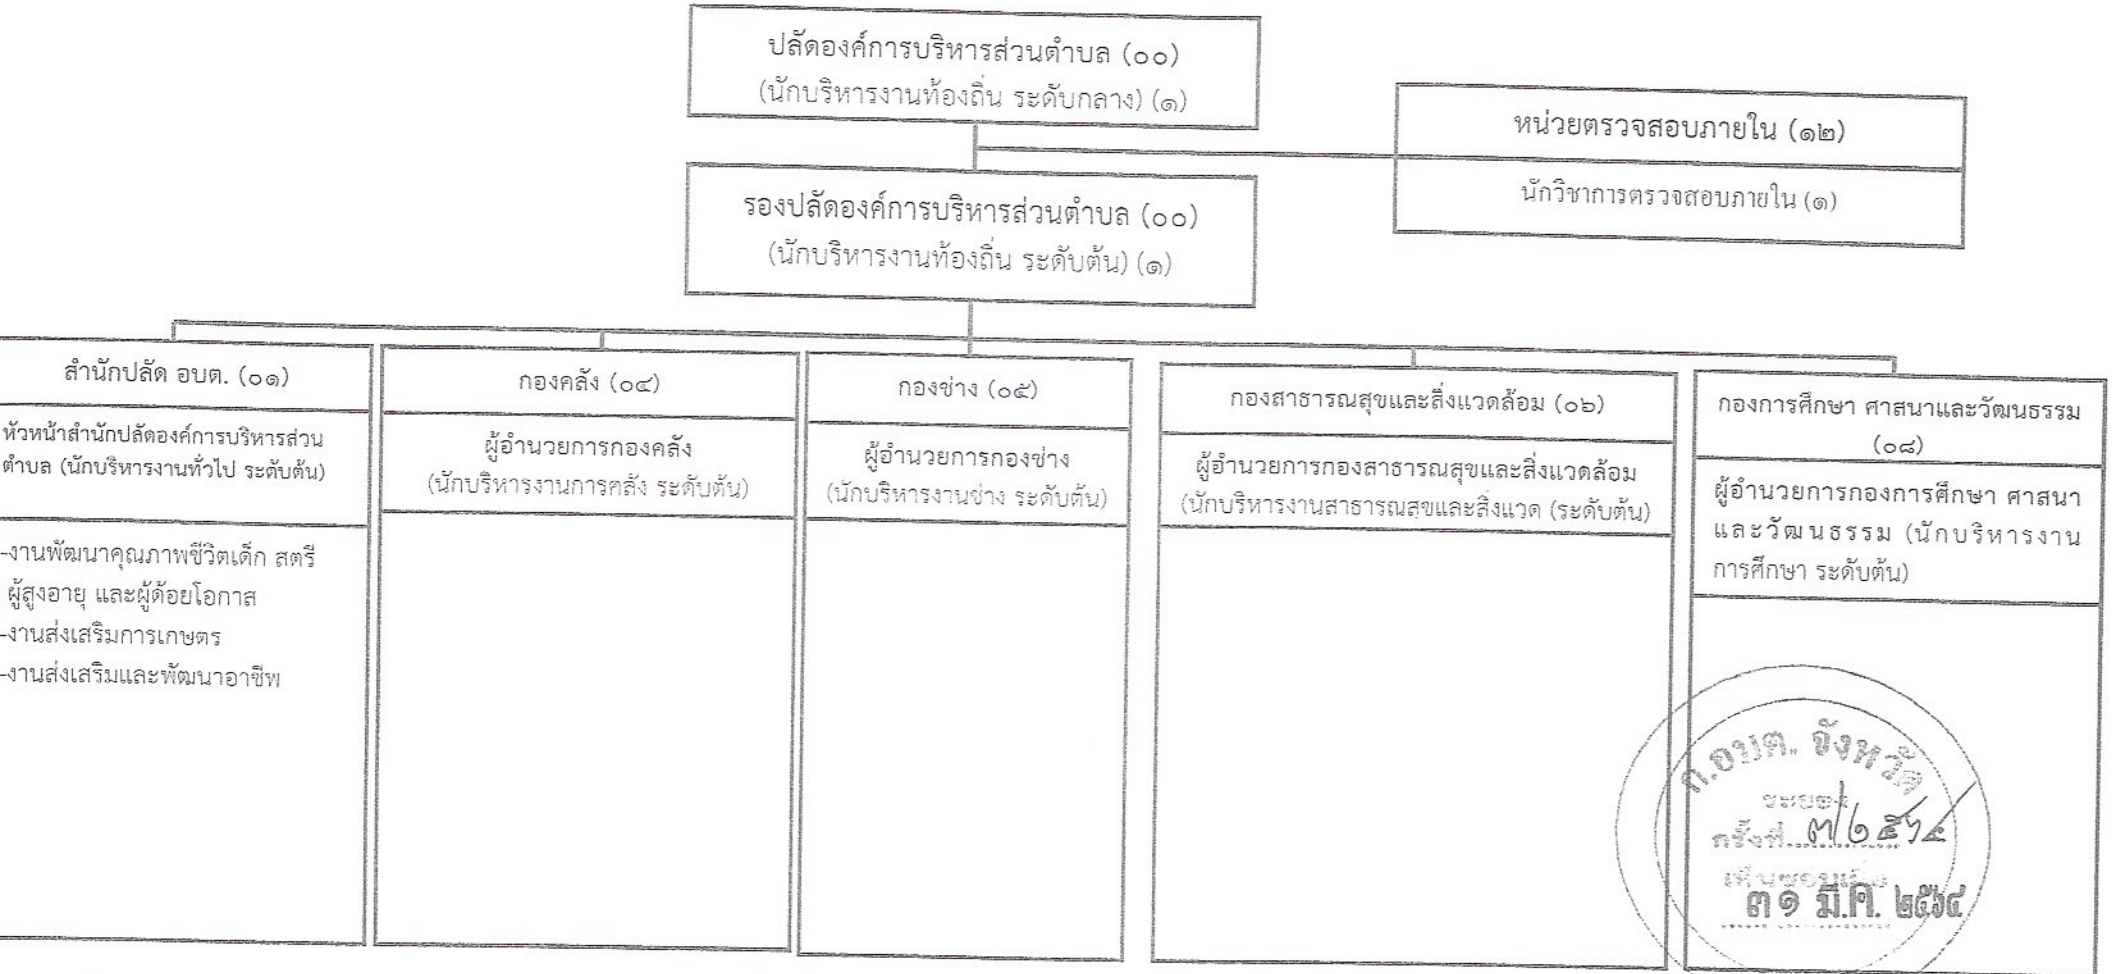 ปลัดองค์การบริหารส่วนตำบล (๐๐)
(นักบริหารงานท้องถิ่น ระดับกลาง) (๑)
หน่วยตรวจสอบภายใน (๑๒)
นักวิชาการตรวจสอบภายใน (๑)
รองปลัดองค์การบริหารส่วนตำบล (๐๐)
(นักบริหารงานท้องถิ่น ระดับต้น) (๑)
สำนักปลัด อบต. (๐๑)
หัวหน้าสำนักปลัดองค์การบริหารส่วน
ตำบล (นักบริหารงานทั่วไป ระดับต้น)
-งานพัฒนาคุณภาพชีวิตเด็ก สตรี
ผู้สูงอายุ และผู้ด้อยโอกาส
-งานส่งเสริมการเกษตร
-งานส่งเสริมและพัฒนาอาชีพ
กองคลัง (๐๔)
ผู้อำนวยการกองคลัง
(นักบริหารงานการคลัง ระดับต้น)
กองช่าง (๐๕)
ผู้อำนวยการกองช่าง
(นักบริหารงานช่าง ระดับต้น)
กองสาธารณสุขและสิ่งแวดล้อม (๐๖)
ผู้อำนวยการกองสาธารณสุขและสิ่งแวดล้อม
(นักบริหารงานสาธารณสุขและสิ่งแวด (ระดับต้น)
กองการศึกษา ศาสนาและวัฒนธรรม
(๐๘)
ผู้อำนวยการกองการศึกษา ศาสนา
และวัฒนธรรม (นักบริหารงาน
การศึกษา ระดับต้น)
ก.อบต. จังหวัด
ระยอง
ครั้งที่ ๓/๒๕๖๔
เห็นชอบเมื่อ
๓๑ มี.ค. ๒๕๖๔